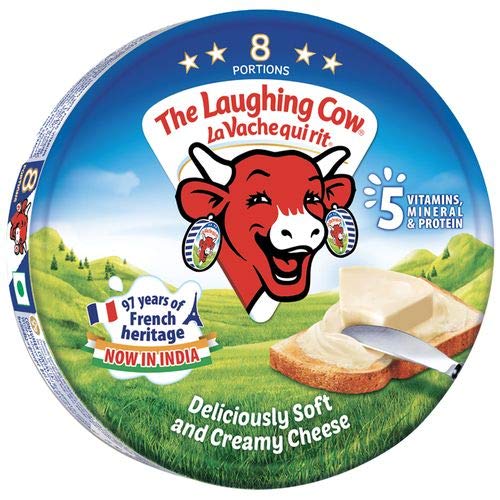 8
PORTIONS
The Laughing Cow®
La Vache qui rit®
5
VITAMINS,
MINERAL
& PROTEIN
97 years of
French
heritage
NOW IN INDIA
Deliciously Soft
and Creamy Cheese
8